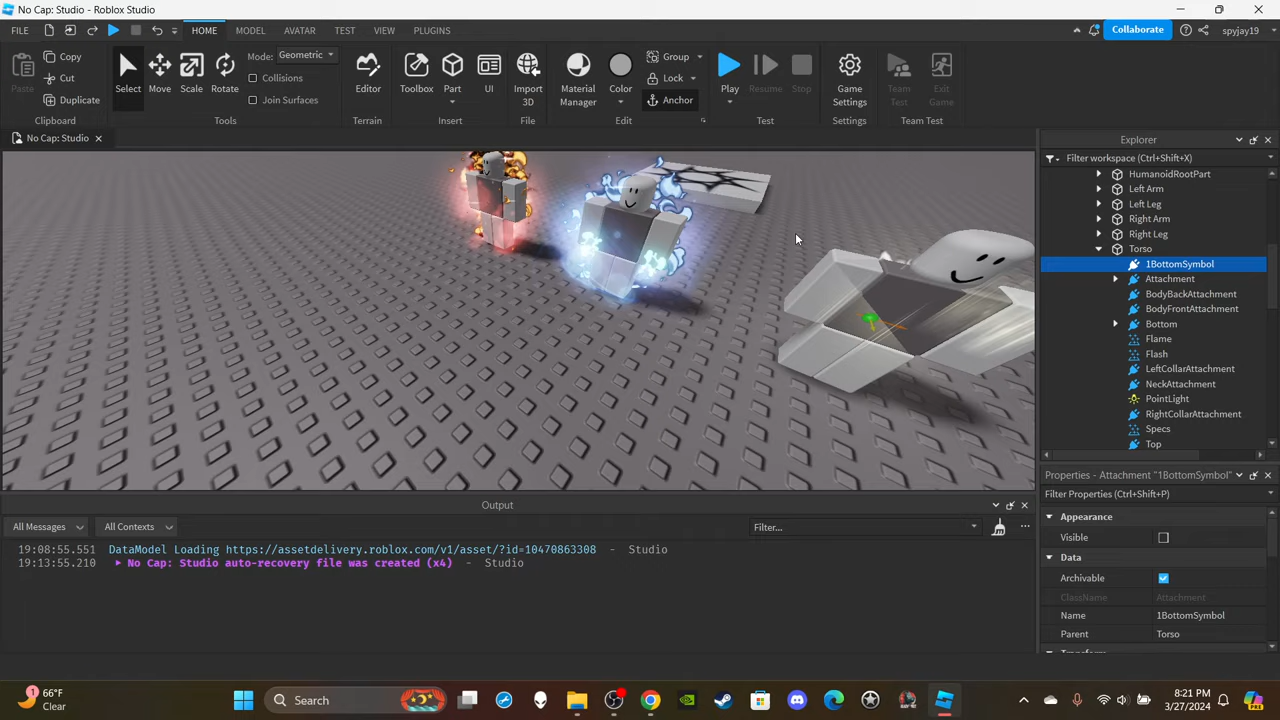 No Cap: Studio - Roblox Studio
FILE HOME MODEL AVATAR TEST VIEW PLUGINS Collaborate spyjay19
Paste Copy Cut Duplicate Clipboard
Select Move Scale Rotate Mode: Geometric Collisions Join Surfaces Tools
Editor Terrain
Toolbox Part UI Insert
Import 3D File
Material Manager Color Group Lock Anchor Edit
Play Resume Stop Test
Game Settings Settings
Team Test Exit Game Team Test
No Cap: Studio
Explorer
Filter workspace (Ctrl+Shift+X)
HumanoidRootPart
Left Arm
Left Leg
Right Arm
Right Leg
Torso
1BottomSymbol
Attachment
BodyBackAttachment
BodyFrontAttachment
Bottom
Flame
Flash
LeftCollarAttachment
NeckAttachment
PointLight
RightCollarAttachment
Specs
Top
Properties - Attachment "1BottomSymbol"
Filter Properties (Ctrl+Shift+P)
Appearance
Visible
Data
Archivable
ClassName Attachment
Name 1BottomSymbol
Parent Torso
Output
All Messages All Contexts Filter...
19:08:55.551 DataModel Loading https://assetdelivery.roblox.com/v1/asset/?id=10470863308 - Studio
19:13:55.210 No Cap: Studio auto-recovery file was created (x4) - Studio
1
66°F
Clear
Search
8:21 PM
3/27/2024